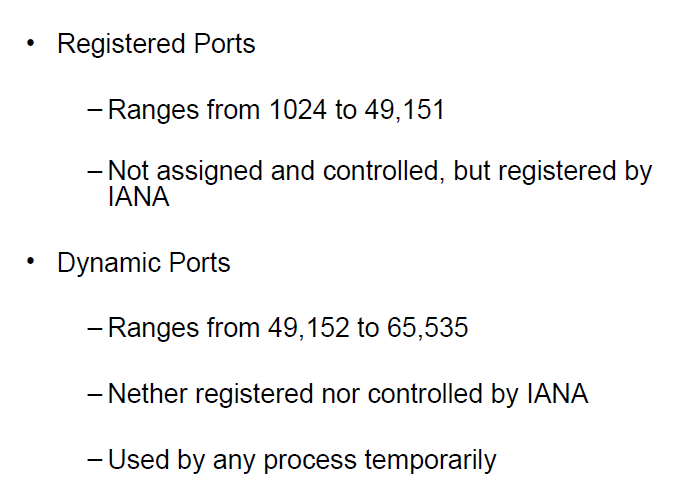 • Registered Ports
– Ranges from 1024 to 49,151
– Not assigned and controlled, but registered by
IANA
• Dynamic Ports
– Ranges from 49,152 to 65,535
– Nether registered nor controlled by IANA
– Used by any process temporarily